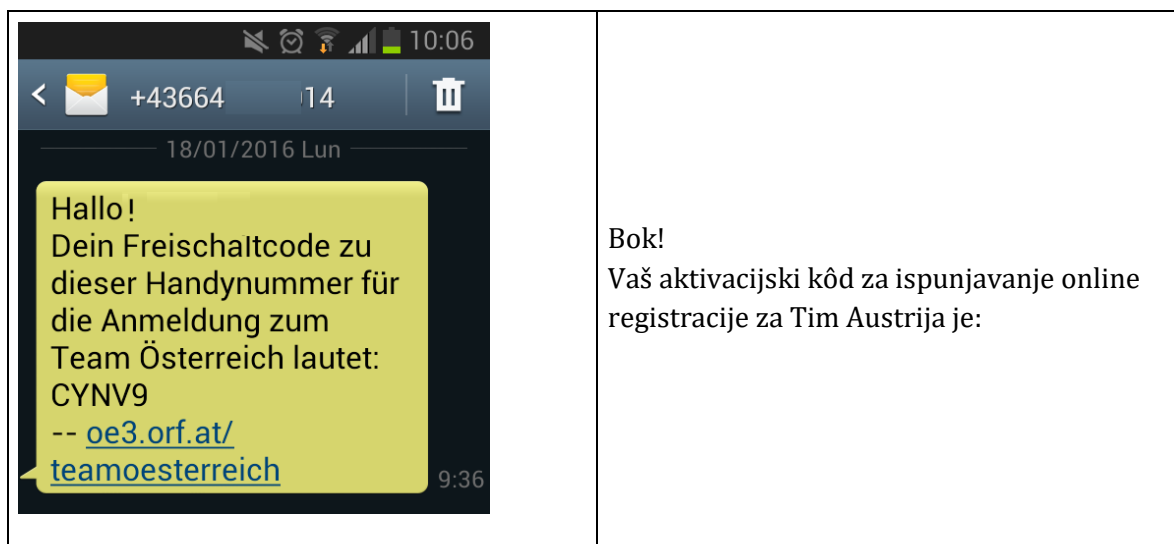 10:06
+43664 14
18/01/2016 Lun
Hallo!
Dein Freischaltcode zu
dieser Handynummer für
die Anmeldung zum
Team Österreich lautet:
CYNV9
-- oe3.orf.at/
teamoesterreich
9:36
Bok!
Vaš aktivacijski kôd za ispunjavanje online
registracije za Tim Austrija je: